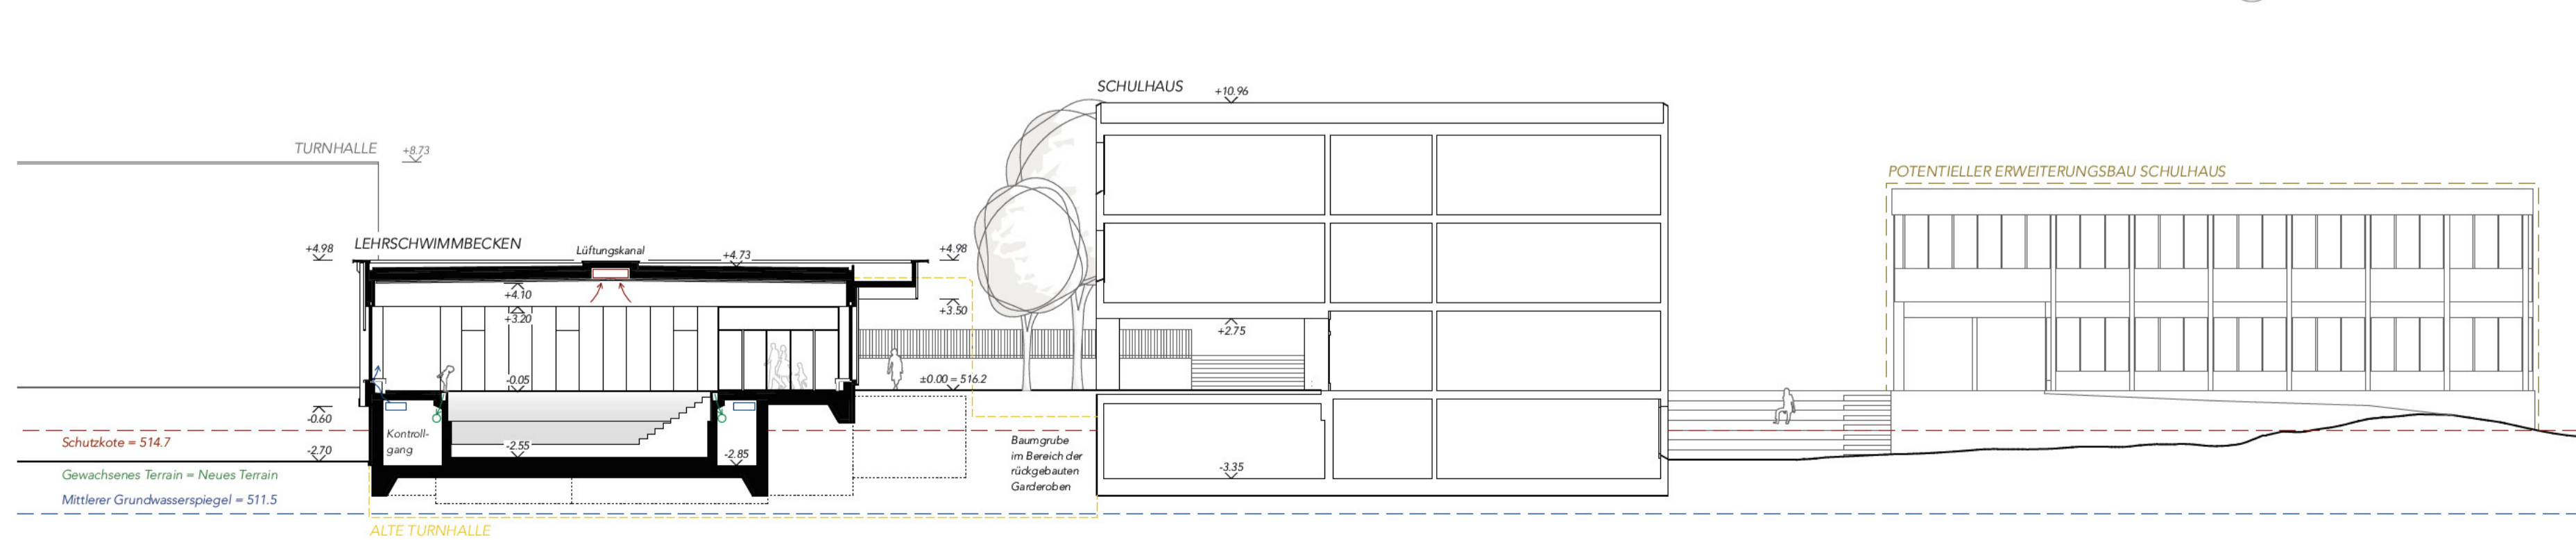 SCHULHAUS
+10.96
TURNHALLE
+8.73
POTENTIELLER ERWEITERUNGSBAU SCHULHAUS
+4.98
LEHRSCHWIMMBECKEN
Lüftungskanal
+4.73
+4.98
+4.10
+3.20
+3.50
+2.75
-0.05
±0.00 = 516.2
-0.60
Schutzkote = 514.7
Kontroll-
gang
-2.55
-2.85
-2.70
Baumgrube
im Bereich der
rückgebauten
Garderoben
-3.35
Gewachsenes Terrain = Neues Terrain
Mittlerer Grundwasserspiegel = 511.5
ALTE TURNHALLE